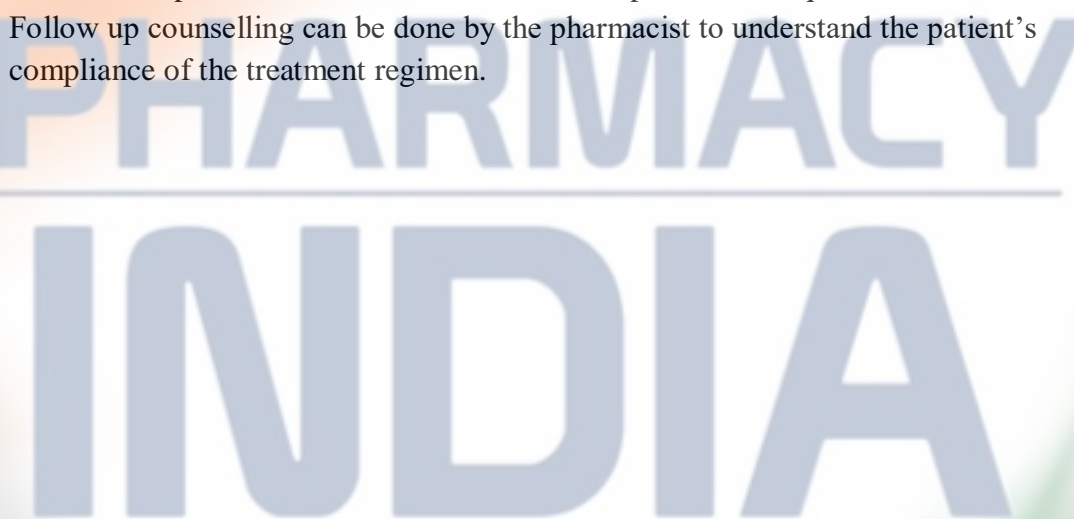 Follow up counselling can be done by the pharmacist to understand the patient’s
compliance of the treatment regimen.
PHARMACY
INDIA